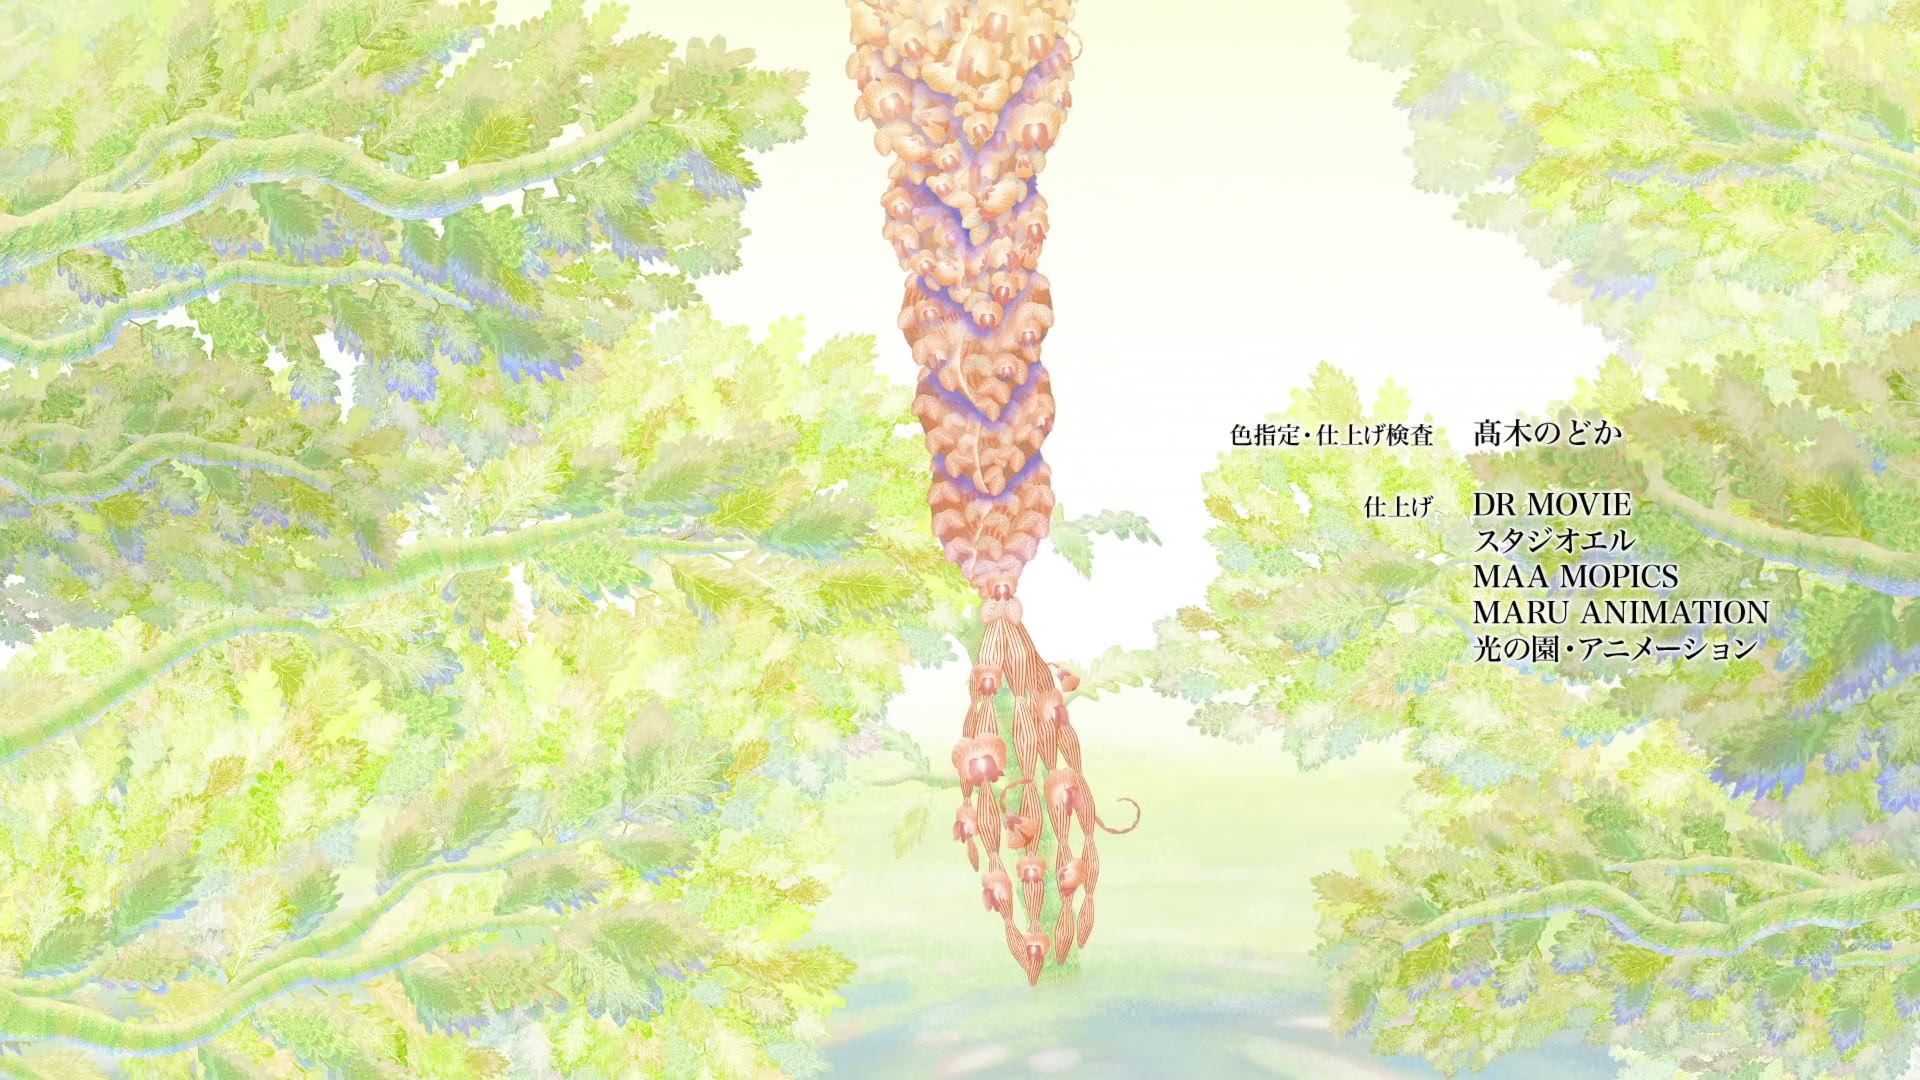 色指定・仕上げ検査 髙木のどか
仕上げ DR MOVIE
スタジオエル
MAA MOPICS
MARU ANIMATION
光の園・アニメーション